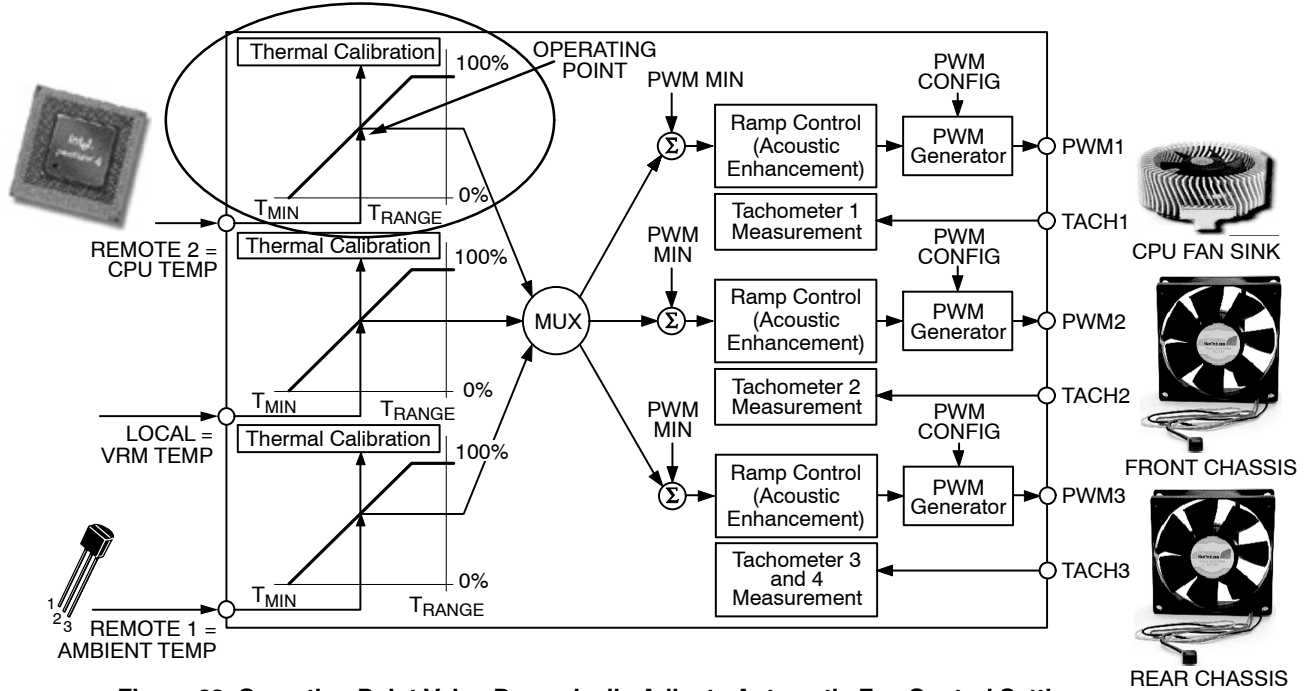 Thermal Calibration
100%
OPERATING
POINT
0%
T MIN
T RANGE
REMOTE 2 =
CPU TEMP
Thermal Calibration
100%
0%
T MIN
T RANGE
LOCAL =
VRM TEMP
Thermal Calibration
100%
0%
T MIN
T RANGE
1
2
3
REMOTE 1 =
AMBIENT TEMP
MUX
PWM MIN
Σ
Ramp Control
(Acoustic
Enhancement)
PWM
CONFIG
PWM
Generator
PWM1
Tachometer 1
Measurement
TACH1
CPU FAN SINK
PWM
MIN
Σ
Ramp Control
(Acoustic
Enhancement)
PWM
CONFIG
PWM
Generator
PWM2
Tachometer 2
Measurement
TACH2
FRONT CHASSIS
PWM
MIN
Σ
Ramp Control
(Acoustic
Enhancement)
PWM
CONFIG
PWM
Generator
PWM3
Tachometer 3
and 4
Measurement
TACH3
REAR CHASSIS
intel
pentium 4